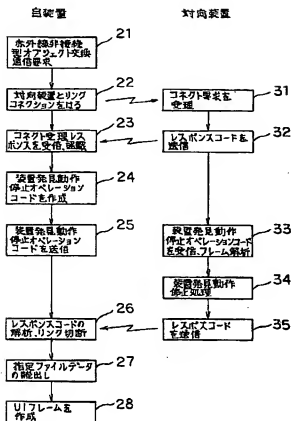 自装置
対向装置
21
赤外線非接続
型オブジェクト交換
通信要求
22
対向装置とリンク
コネクションをはる
31
コネクト要求を
受理
23
コネクト受理レス
ポンスを受信、認識
32
レスポンスコードを
送信
24
装置発見動作
停止オペレーション
コードを作成
25
装置発見動作
停止オペレーション
コードを送信
33
装置発見動作
停止オペレーションコード
を受信、フレーム解析
34
装置発見動作
停止処理
26
レスポンスコードの
解析、リンク切断
35
レスポンスコード
を送信
27
指定ファイルデータ
の読出し
28
UIフレームを
作成